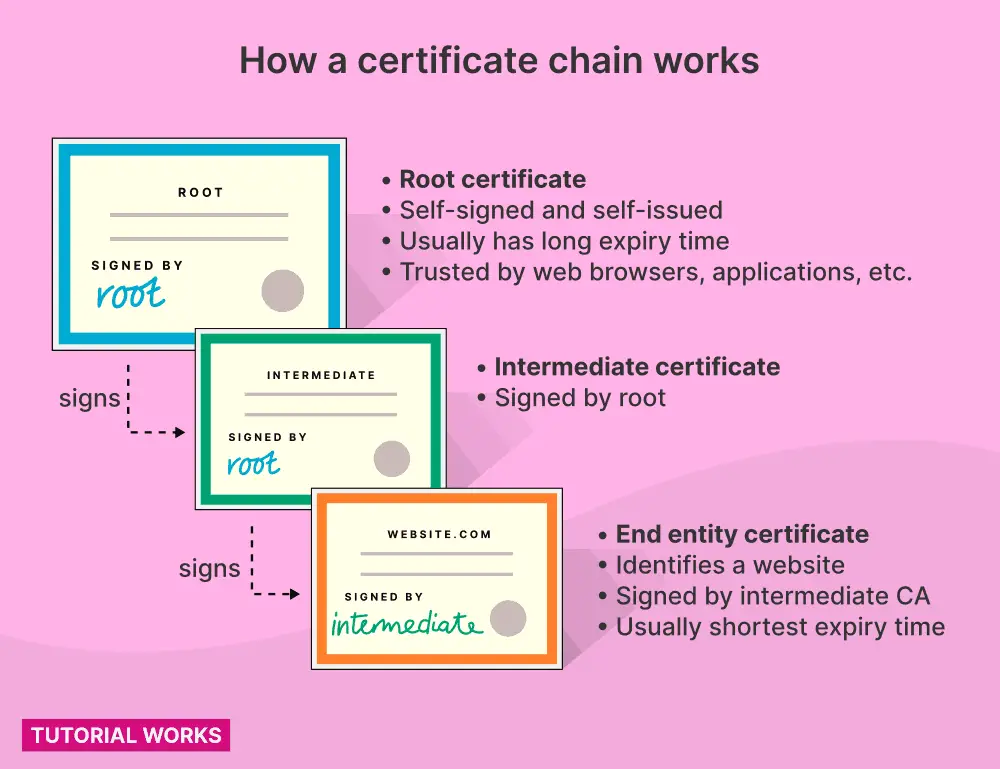 How a certificate chain works
ROOT
SIGNED BY
root
• Root certificate
• Self-signed and self-issued
• Usually has long expiry time
• Trusted by web browsers, applications, etc.
signs
INTERMEDIATE
SIGNED BY
root
• Intermediate certificate
• Signed by root
signs
WEBSITE.COM
SIGNED BY
intermediate
• End entity certificate
• Identifies a website
• Signed by intermediate CA
• Usually shortest expiry time
TUTORIAL WORKS